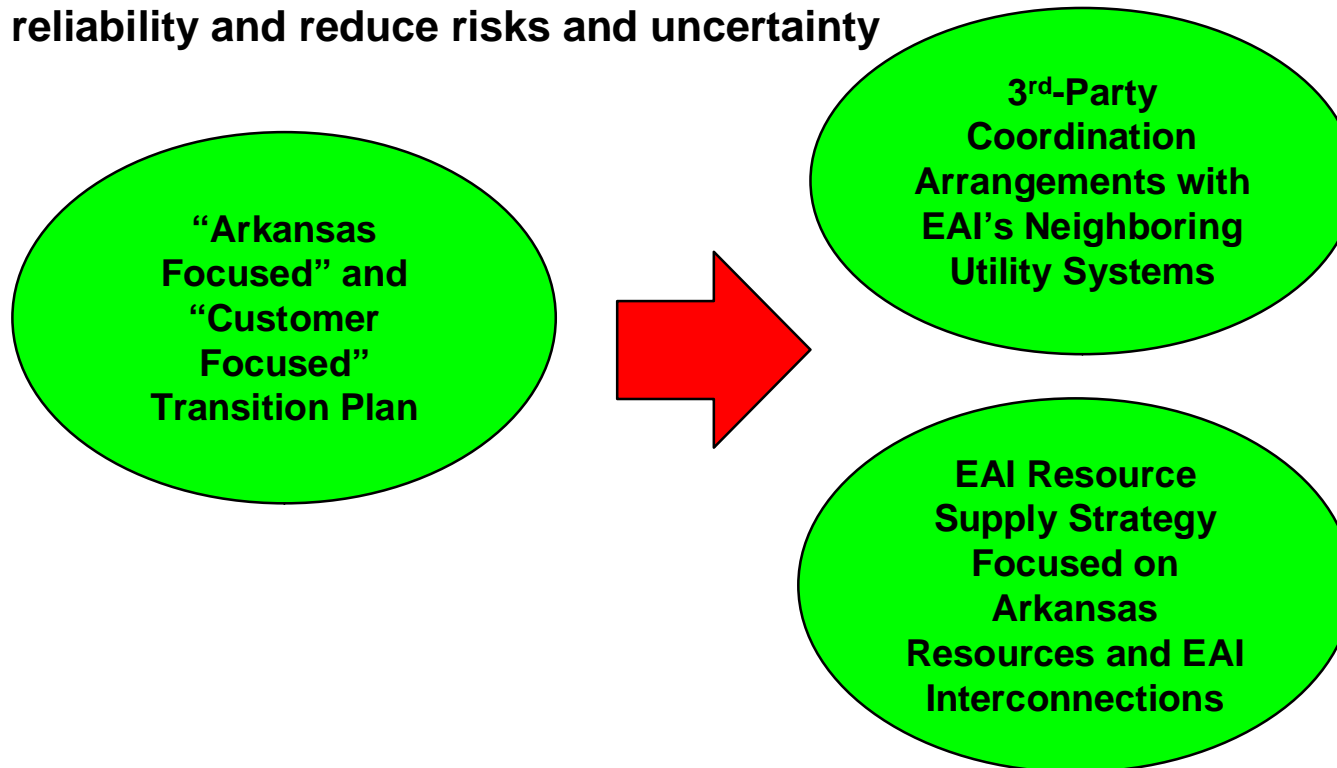 reliability and reduce risks and uncertainty
“Arkansas
Focused” and
“Customer
Focused”
Transition Plan
3rd-Party
Coordination
Arrangements with
EAI’s Neighboring
Utility Systems
EAI Resource
Supply Strategy
Focused on
Arkansas
Resources and EAI
Interconnections